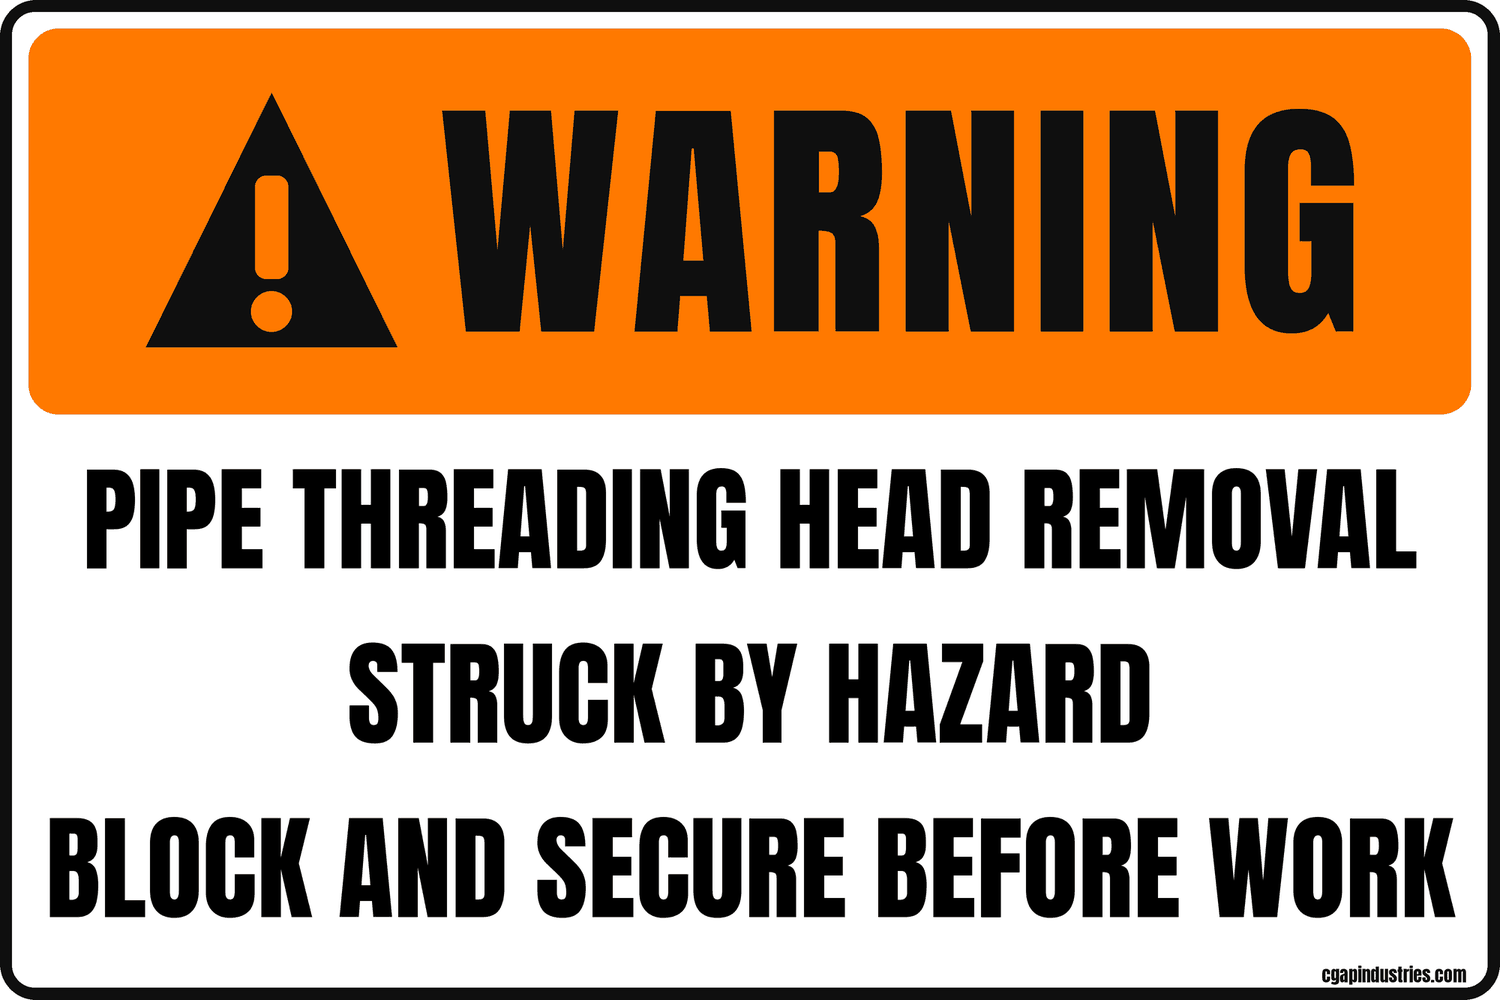 WARNING
PIPE THREADING HEAD REMOVAL
STRUCK BY HAZARD
BLOCK AND SECURE BEFORE WORK
cgapindustries.com